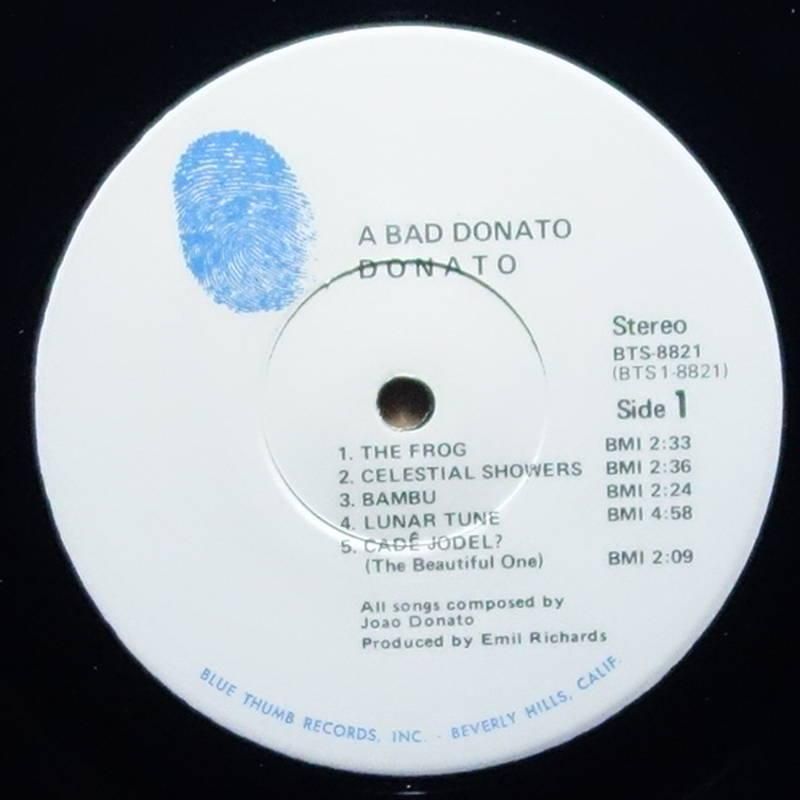 A BAD DONATO
DONATO
Stereo
BTS-8821
(BTS1-8821)
Side 1
1. THE FROG BMI 2:33
2. CELESTIAL SHOWERS BMI 2:36
3. BAMBU BMI 2:24
4. LUNAR TUNE BMI 4:58
5. CADÊ JODEL?
(The Beautiful One) BMI 2:09
All songs composed by
Joao Donato
Produced by Emil Richards
BLUE THUMB RECORDS, INC. - BEVERLY HILLS, CALIF.